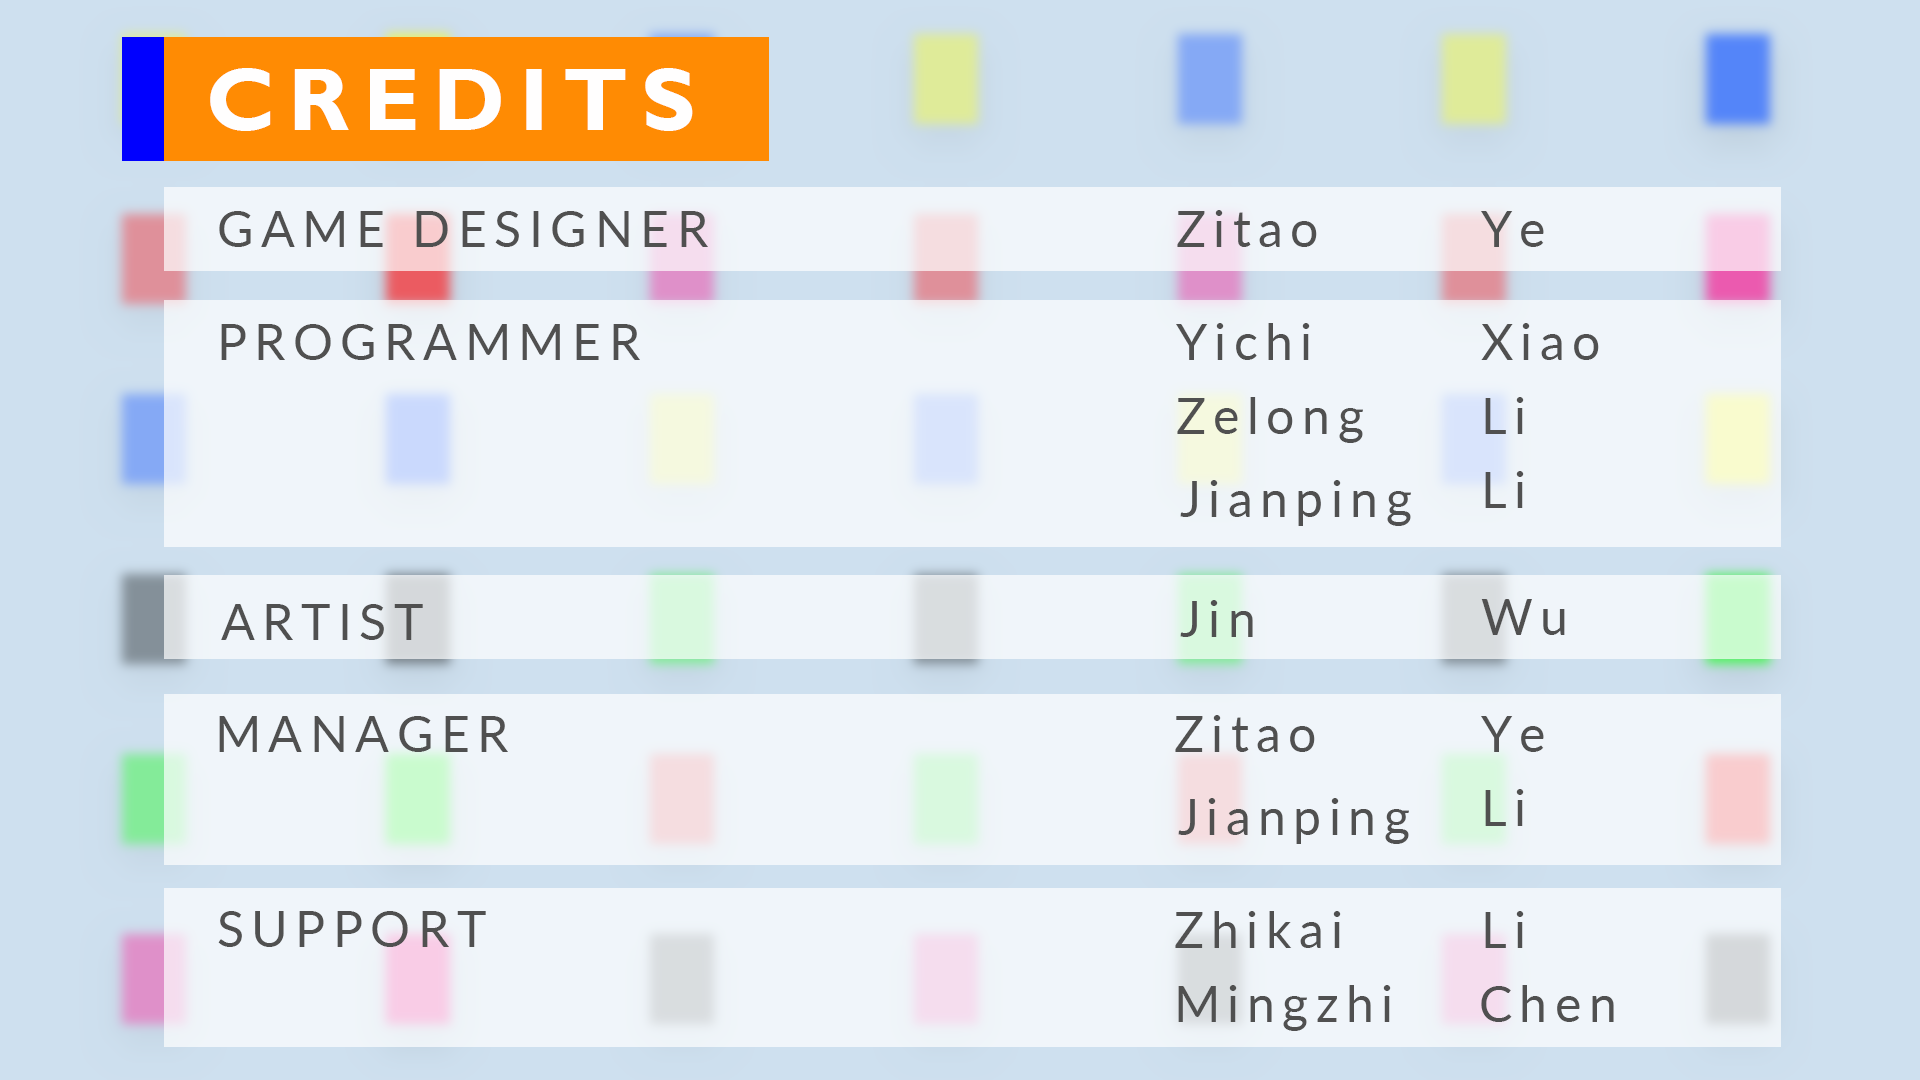 CREDITS
GAME DESIGNER Zitao Ye
PROGRAMMER Yichi Xiao
Zelong Li
Jianping Li
ARTIST Jin Wu
MANAGER Zitao Ye
Jianping Li
SUPPORT Zhikai Li
Mingzhi Chen